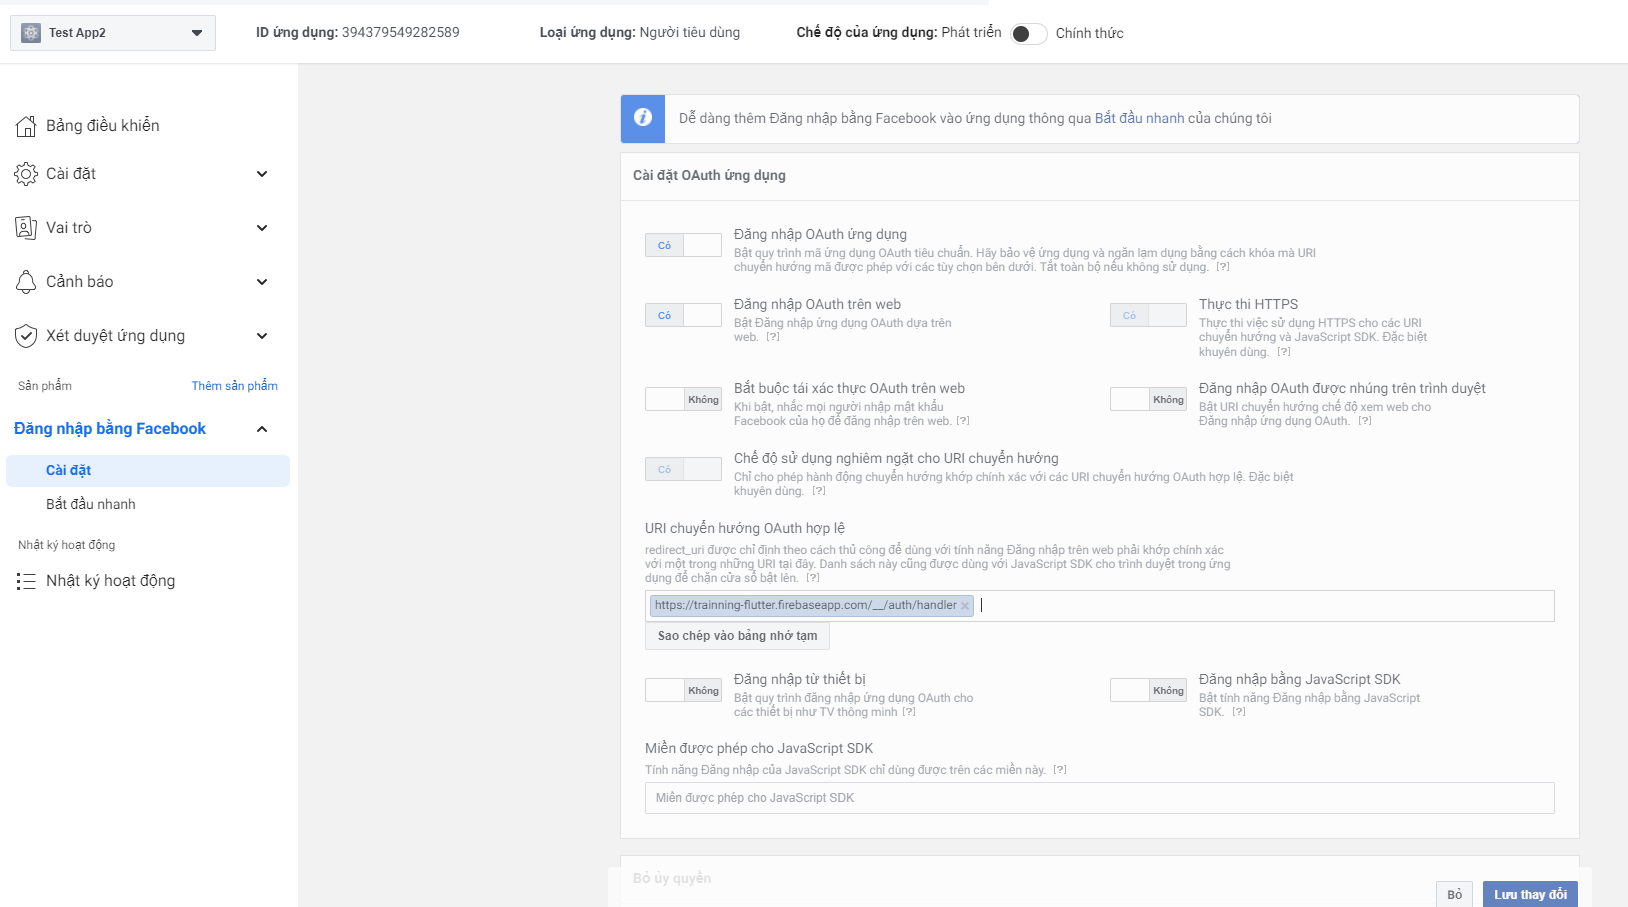 Test App2
ID ứng dụng: 394379549282589
Loại ứng dụng: Người tiêu dùng
Chế độ của ứng dụng: Phát triển
Chính thức
Bảng điều khiển
Cài đặt
Vai trò
Cảnh báo
Xét duyệt ứng dụng
Sản phẩm
Thêm sản phẩm
Đăng nhập bằng Facebook
Cài đặt
Bắt đầu nhanh
Nhật ký hoạt động
Nhật ký hoạt động
Dễ dàng thêm Đăng nhập bằng Facebook vào ứng dụng thông qua Bắt đầu nhanh của chúng tôi
Cài đặt OAuth ứng dụng
Có
Đăng nhập OAuth ứng dụng
Bật quy trình mã ứng dụng OAuth tiêu chuẩn. Hãy bảo vệ ứng dụng và ngăn lạm dụng bằng cách khóa mà URI
chuyển hướng mã được phép với các tùy chọn bên dưới. Tắt toàn bộ nếu không sử dụng. [?]
Có
Đăng nhập OAuth trên web
Bật Đăng nhập ứng dụng OAuth dựa trên
web. [?]
Có
Thực thi HTTPS
Thực thi việc sử dụng HTTPS cho các URI
chuyển hướng và JavaScript SDK. Đặc biệt
khuyên dùng. [?]
Không
Bắt buộc tái xác thực OAuth trên web
Khi bật, nhắc mọi người nhập mật khẩu
Facebook của họ để đăng nhập trên web. [?]
Không
Đăng nhập OAuth được nhúng trên trình duyệt
Bật URI chuyển hướng chế độ xem web cho
Đăng nhập ứng dụng OAuth. [?]
Có
Chế độ sử dụng nghiêm ngặt cho URI chuyển hướng
Chỉ cho phép hành động chuyển hướng khớp chính xác với các URI chuyển hướng OAuth hợp lệ. Đặc biệt
khuyên dùng. [?]
URI chuyển hướng OAuth hợp lệ
redirect_uri được chỉ định theo cách thủ công để dùng với tính năng Đăng nhập trên web phải khớp chính xác
với một trong những URI tại đây. Danh sách này cũng được dùng với JavaScript SDK cho trình duyệt trong ứng
dụng để chặn cửa sổ bật lên. [?]
https://trainning-flutter.firebaseapp.com/__/auth/handler
Sao chép vào bảng nhớ tạm
Không
Đăng nhập từ thiết bị
Bật quy trình đăng nhập ứng dụng OAuth cho
các thiết bị như TV thông minh [?]
Không
Đăng nhập bằng JavaScript SDK
Bật tính năng Đăng nhập bằng JavaScript
SDK. [?]
Miền được phép cho JavaScript SDK
Tính năng Đăng nhập của JavaScript SDK chỉ dùng được trên các miền này. [?]
Miền được phép cho JavaScript SDK
Bỏ ủy quyền
Bỏ
Lưu thay đổi